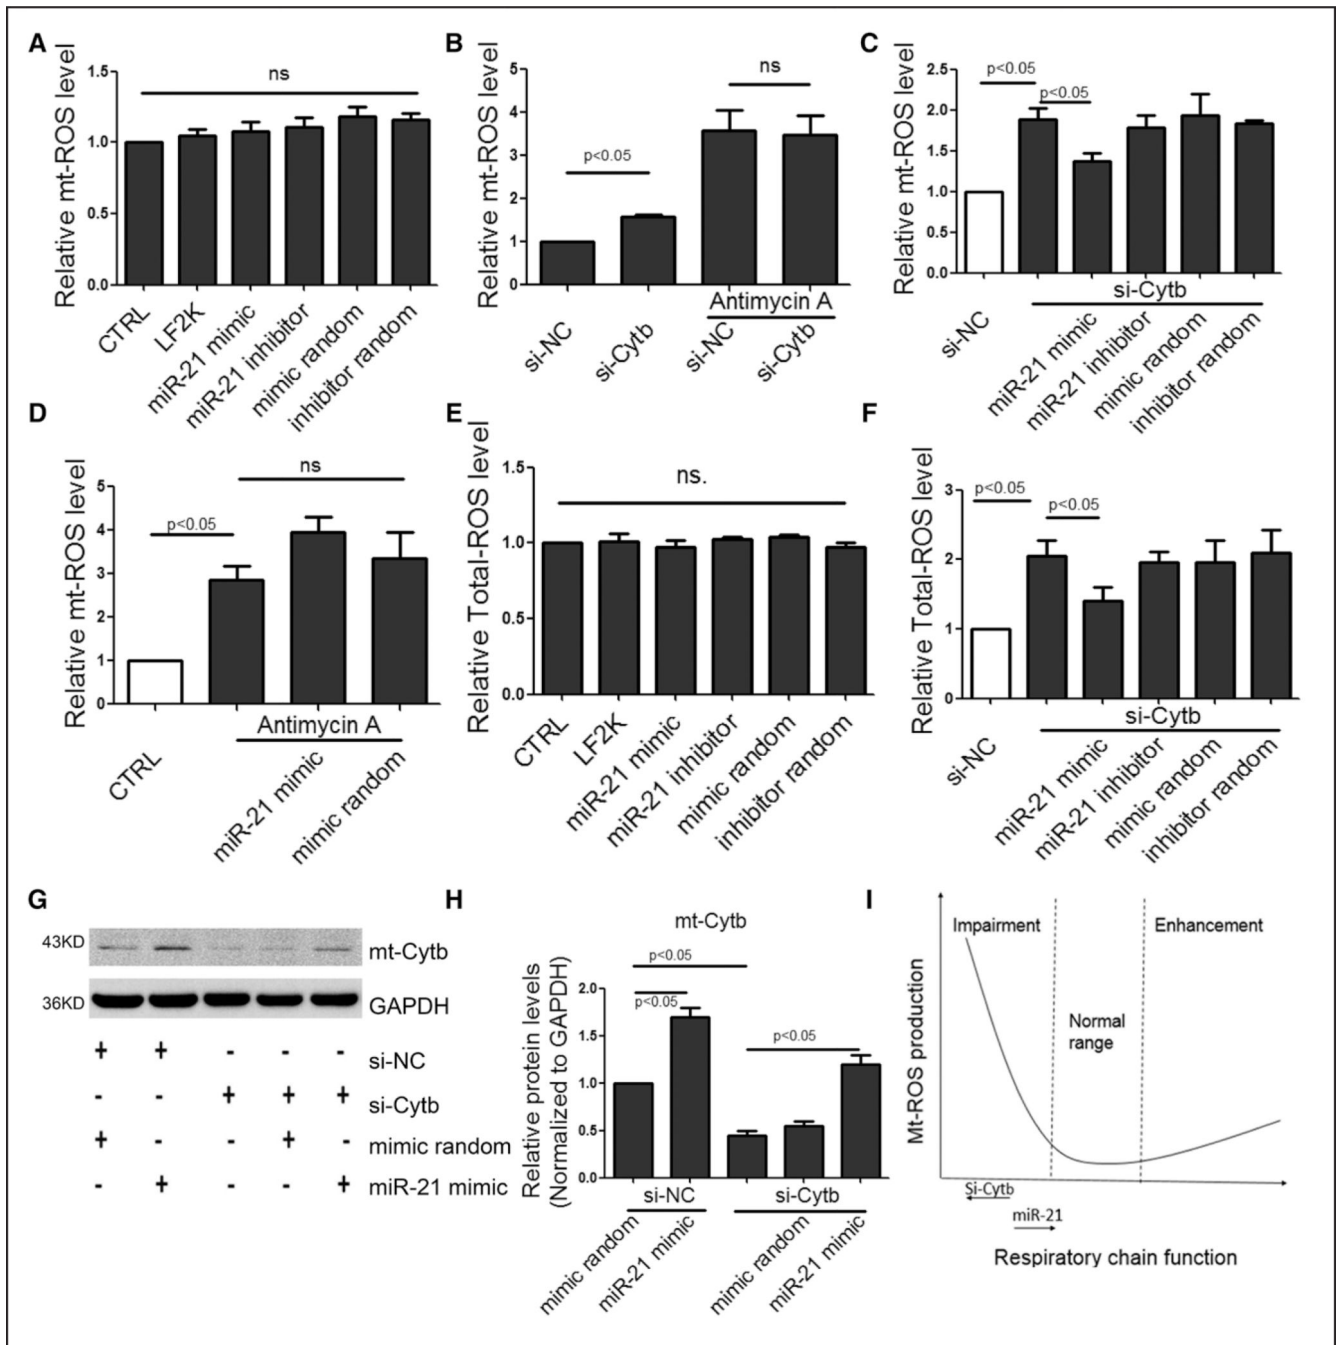 A
Relative mt-ROS level
1.5
1.0
0.5
0.0
ns
CTRL
LF2K
miR-21 mimic
miR-21 inhibitor
mimic random
inhibitor random
B
Relative mt-ROS level
5
4
3
2
1
0
p<0.05
ns
Antimycin A
si-NC
si-Cytb
si-NC
si-Cytb
C
Relative mt-ROS level
2.5
2.0
1.5
1.0
0.5
0.0
p<0.05
p<0.05
si-Cytb
si-NC
miR-21 mimic
miR-21 inhibitor
mimic random
inhibitor random
D
Relative mt-ROS level
5
4
3
2
1
0
p<0.05
ns
Antimycin A
CTRL
miR-21 mimic
mimic random
E
Relative Total-ROS level
1.5
1.0
0.5
0.0
ns.
CTRL
LF2K
miR-21 mimic
miR-21 inhibitor
mimic random
inhibitor random
F
Relative Total-ROS level
3
2
1
0
p<0.05
p<0.05
si-Cytb
si-NC
miR-21 mimic
miR-21 inhibitor
mimic random
inhibitor random
G
43KD
mt-Cytb
36KD
GAPDH
+ + - - - si-NC
- - + + + si-Cytb
+ - - + - mimic random
- + - - + miR-21 mimic
H
mt-Cytb
Relative protein levels
(Normalized to GAPDH)
2.0
1.5
1.0
0.5
0.0
p<0.05
p<0.05
p<0.05
si-NC
si-Cytb
mimic random
miR-21 mimic
mimic random
miR-21 mimic
I
Mt-ROS production
Impairment
Normal
range
Enhancement
Si-Cytb
miR-21
Respiratory chain function